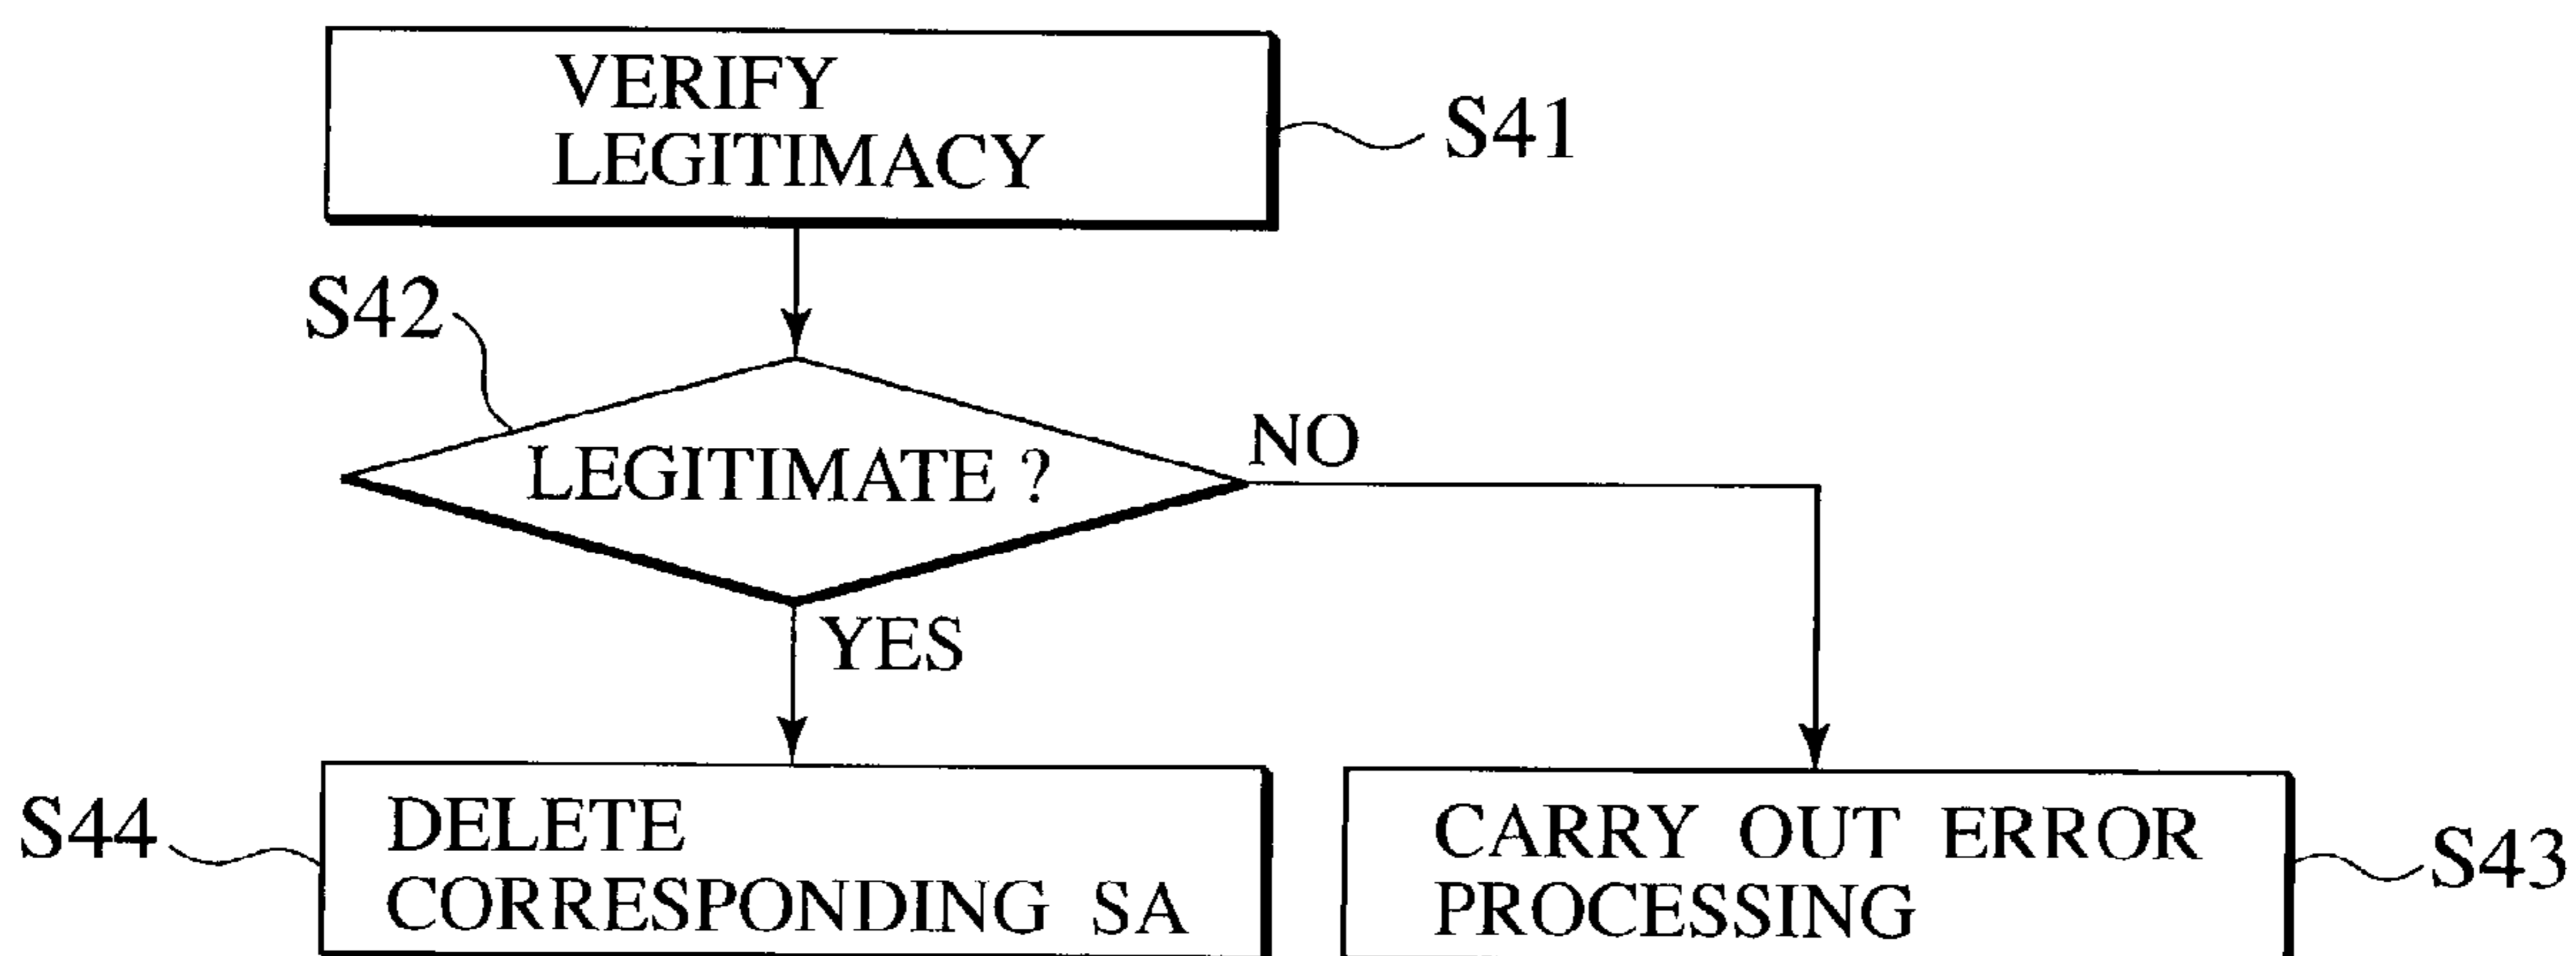 VERIFY
LEGITIMACY
S41
S42
LEGITIMATE ?
NO
YES
S44
DELETE
CORRESPONDING SA
CARRY OUT ERROR
PROCESSING
S43